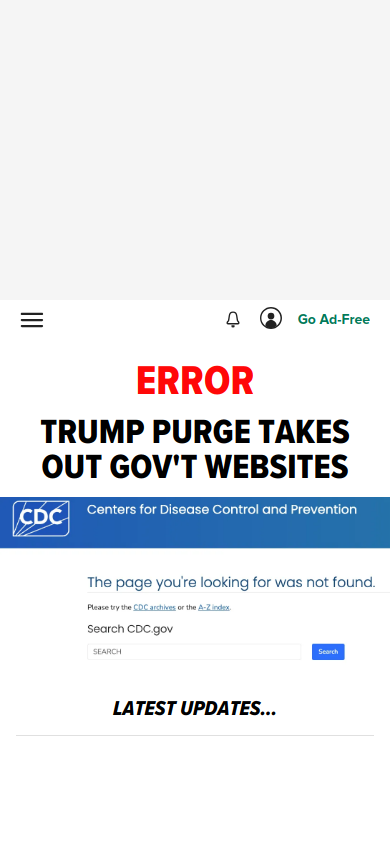 Go Ad-Free
ERROR
TRUMP PURGE TAKES
OUT GOV'T WEBSITES
CDC
Centers for Disease Control and Prevention
The page you're looking for was not found.
Please try the CDC archives or the A-Z index.
Search CDC.gov
SEARCH
Search
LATEST UPDATES...